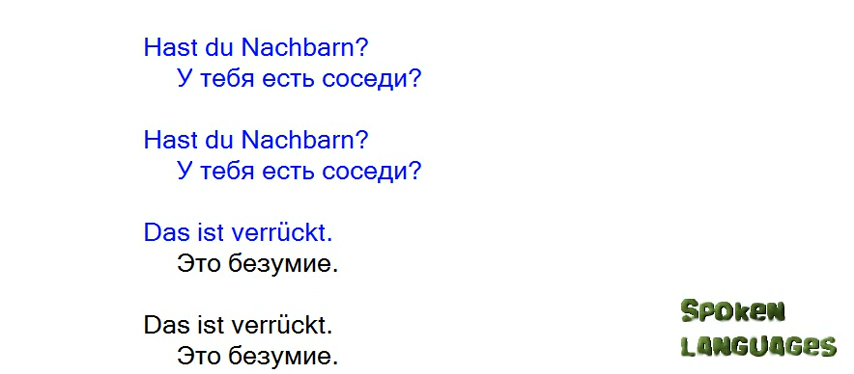 Hast du Nachbarn?
У тебя есть соседи?
Hast du Nachbarn?
У тебя есть соседи?
Das ist verrückt.
Это безумие.
Das ist verrückt.
Это безумие.
Spoken
Languages